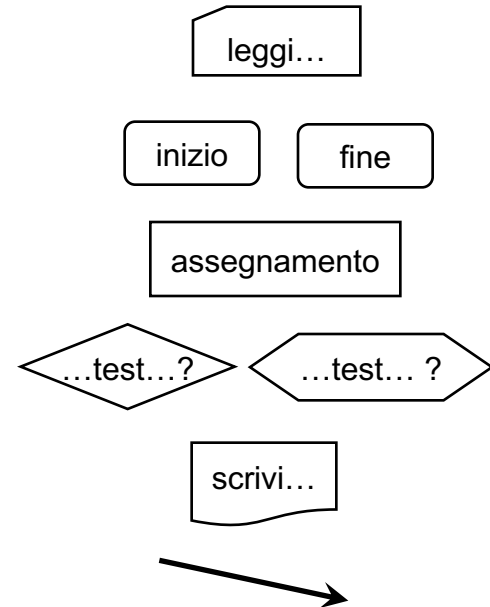 leggi…
inizio fine
assegnamento
…test…? …test… ?
scrivi…